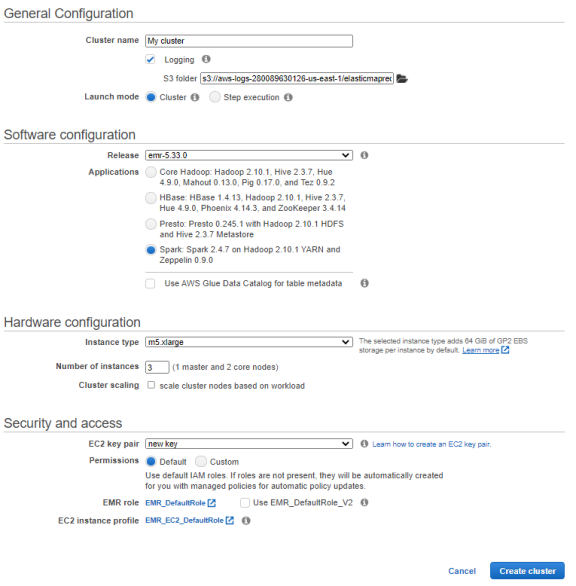 General Configuration
Cluster name My cluster
Logging
S3 folder s3://aws-logs-280089630126-us-east-1/elasticmapred
Launch mode Cluster Step execution
Software configuration
Release emr-5.33.0
Applications Core Hadoop: Hadoop 2.10.1, Hive 2.3.7, Hue
4.9.0, Mahout 0.13.0, Pig 0.17.0, and Tez 0.9.2
HBase: HBase 1.4.13, Hadoop 2.10.1, Hive 2.3.7,
Hue 4.9.0, Phoenix 4.14.3, and ZooKeeper 3.4.14
Presto: Presto 0.245.1 with Hadoop 2.10.1 HDFS
and Hive 2.3.7 Metastore
Spark: Spark 2.4.7 on Hadoop 2.10.1 YARN and
Zeppelin 0.9.0
Use AWS Glue Data Catalog for table metadata
Hardware configuration
Instance type m5.xlarge
The selected instance type adds 64 GiB of GP2 EBS
storage per instance by default. Learn more
Number of instances 3 (1 master and 2 core nodes)
Cluster scaling scale cluster nodes based on workload
Security and access
EC2 key pair new key Learn how to create an EC2 key pair.
Permissions Default Custom
Use default IAM roles. If roles are not present, they will be automatically created
for you with managed policies for automatic policy updates.
EMR role EMR_DefaultRole Use EMR_DefaultRole_V2
EC2 instance profile EMR_EC2_DefaultRole
Cancel Create cluster